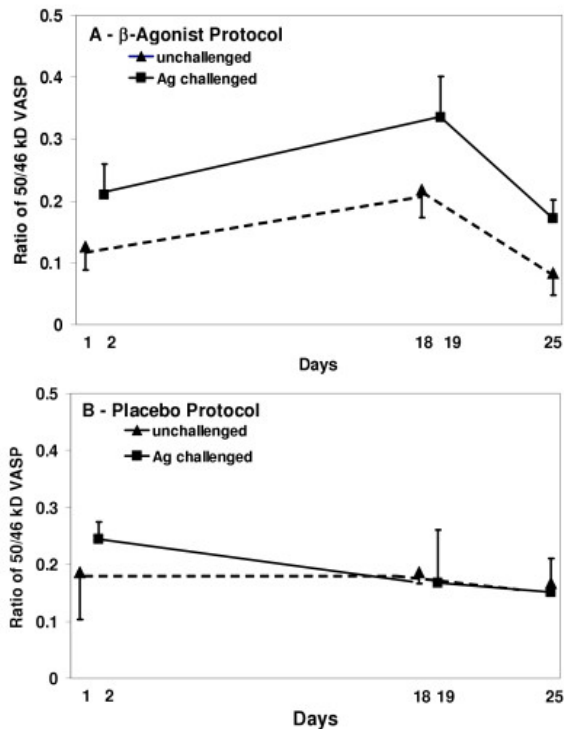 0.5
A - β-Agonist Protocol
unchallenged
Ag challenged
0.4
0.3
0.2
0.1
0
Ratio of 50/46 kD VASP
1 2 18 19 25
Days
0.5
B - Placebo Protocol
unchallenged
Ag challenged
0.4
0.3
0.2
0.1
0
Ratio of 50/46 kD VASP
1 2 18 19 25
Days